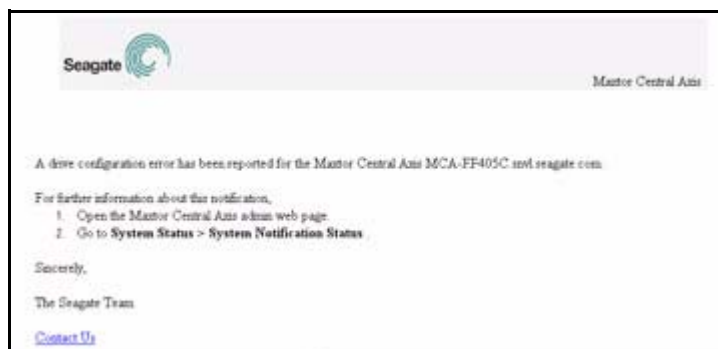 Seagate
Maxtor Central Axis
A drive configuration error has been reported for the Maxtor Central Axis MCA-FF405C.snvl.seagate.com.
For further information about this notification,
1. Open the Maxtor Central Axis admin web page.
2. Go to System Status > System Notification Status.
Sincerely,
The Seagate Team
Contact Us